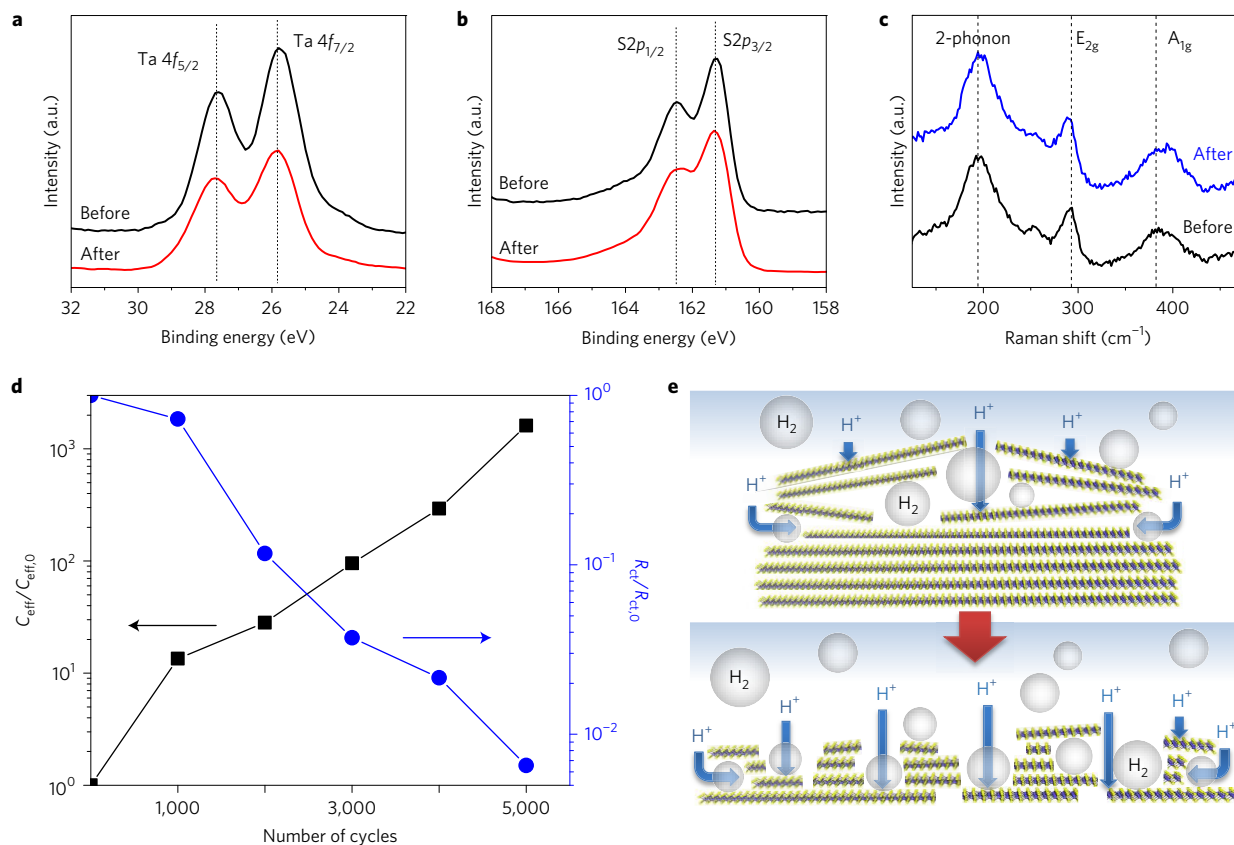 a
Ta 4f5/2
Ta 4f7/2
Before
After
Intensity (a.u.)
32 30 28 26 24 22
Binding energy (eV)
b
S2p1/2
S2p3/2
Before
After
Intensity (a.u.)
168 166 164 162 160 158
Binding energy (eV)
c
2-phonon
E2g
A1g
After
Before
Intensity (a.u.)
200 300 400
Raman shift (cm−1)
d
10^3
10^2
10^1
10^0
Ceff/Ceff,0
10^0
10^−1
10^−2
Rct/Rct,0
1,000 3,000 5,000
Number of cycles
e
H2
H+
H+
H+
H+
H+
H2
H2
H+
H+
H+
H+
H+
H+
H+
H+
H2